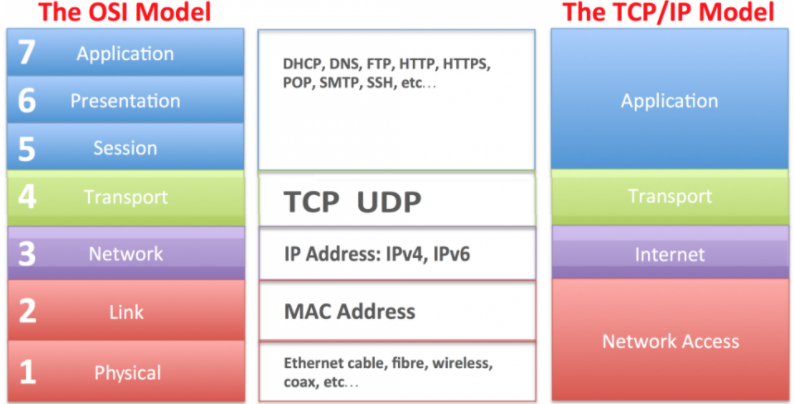 The OSI Model
The TCP/IP Model
7 Application
6 Presentation
5 Session
4 Transport
3 Network
2 Link
1 Physical
DHCP, DNS, FTP, HTTP, HTTPS,
POP, SMTP, SSH, etc…
TCP UDP
IP Address: IPv4, IPv6
MAC Address
Ethernet cable, fibre, wireless,
coax, etc…
Application
Transport
Internet
Network Access